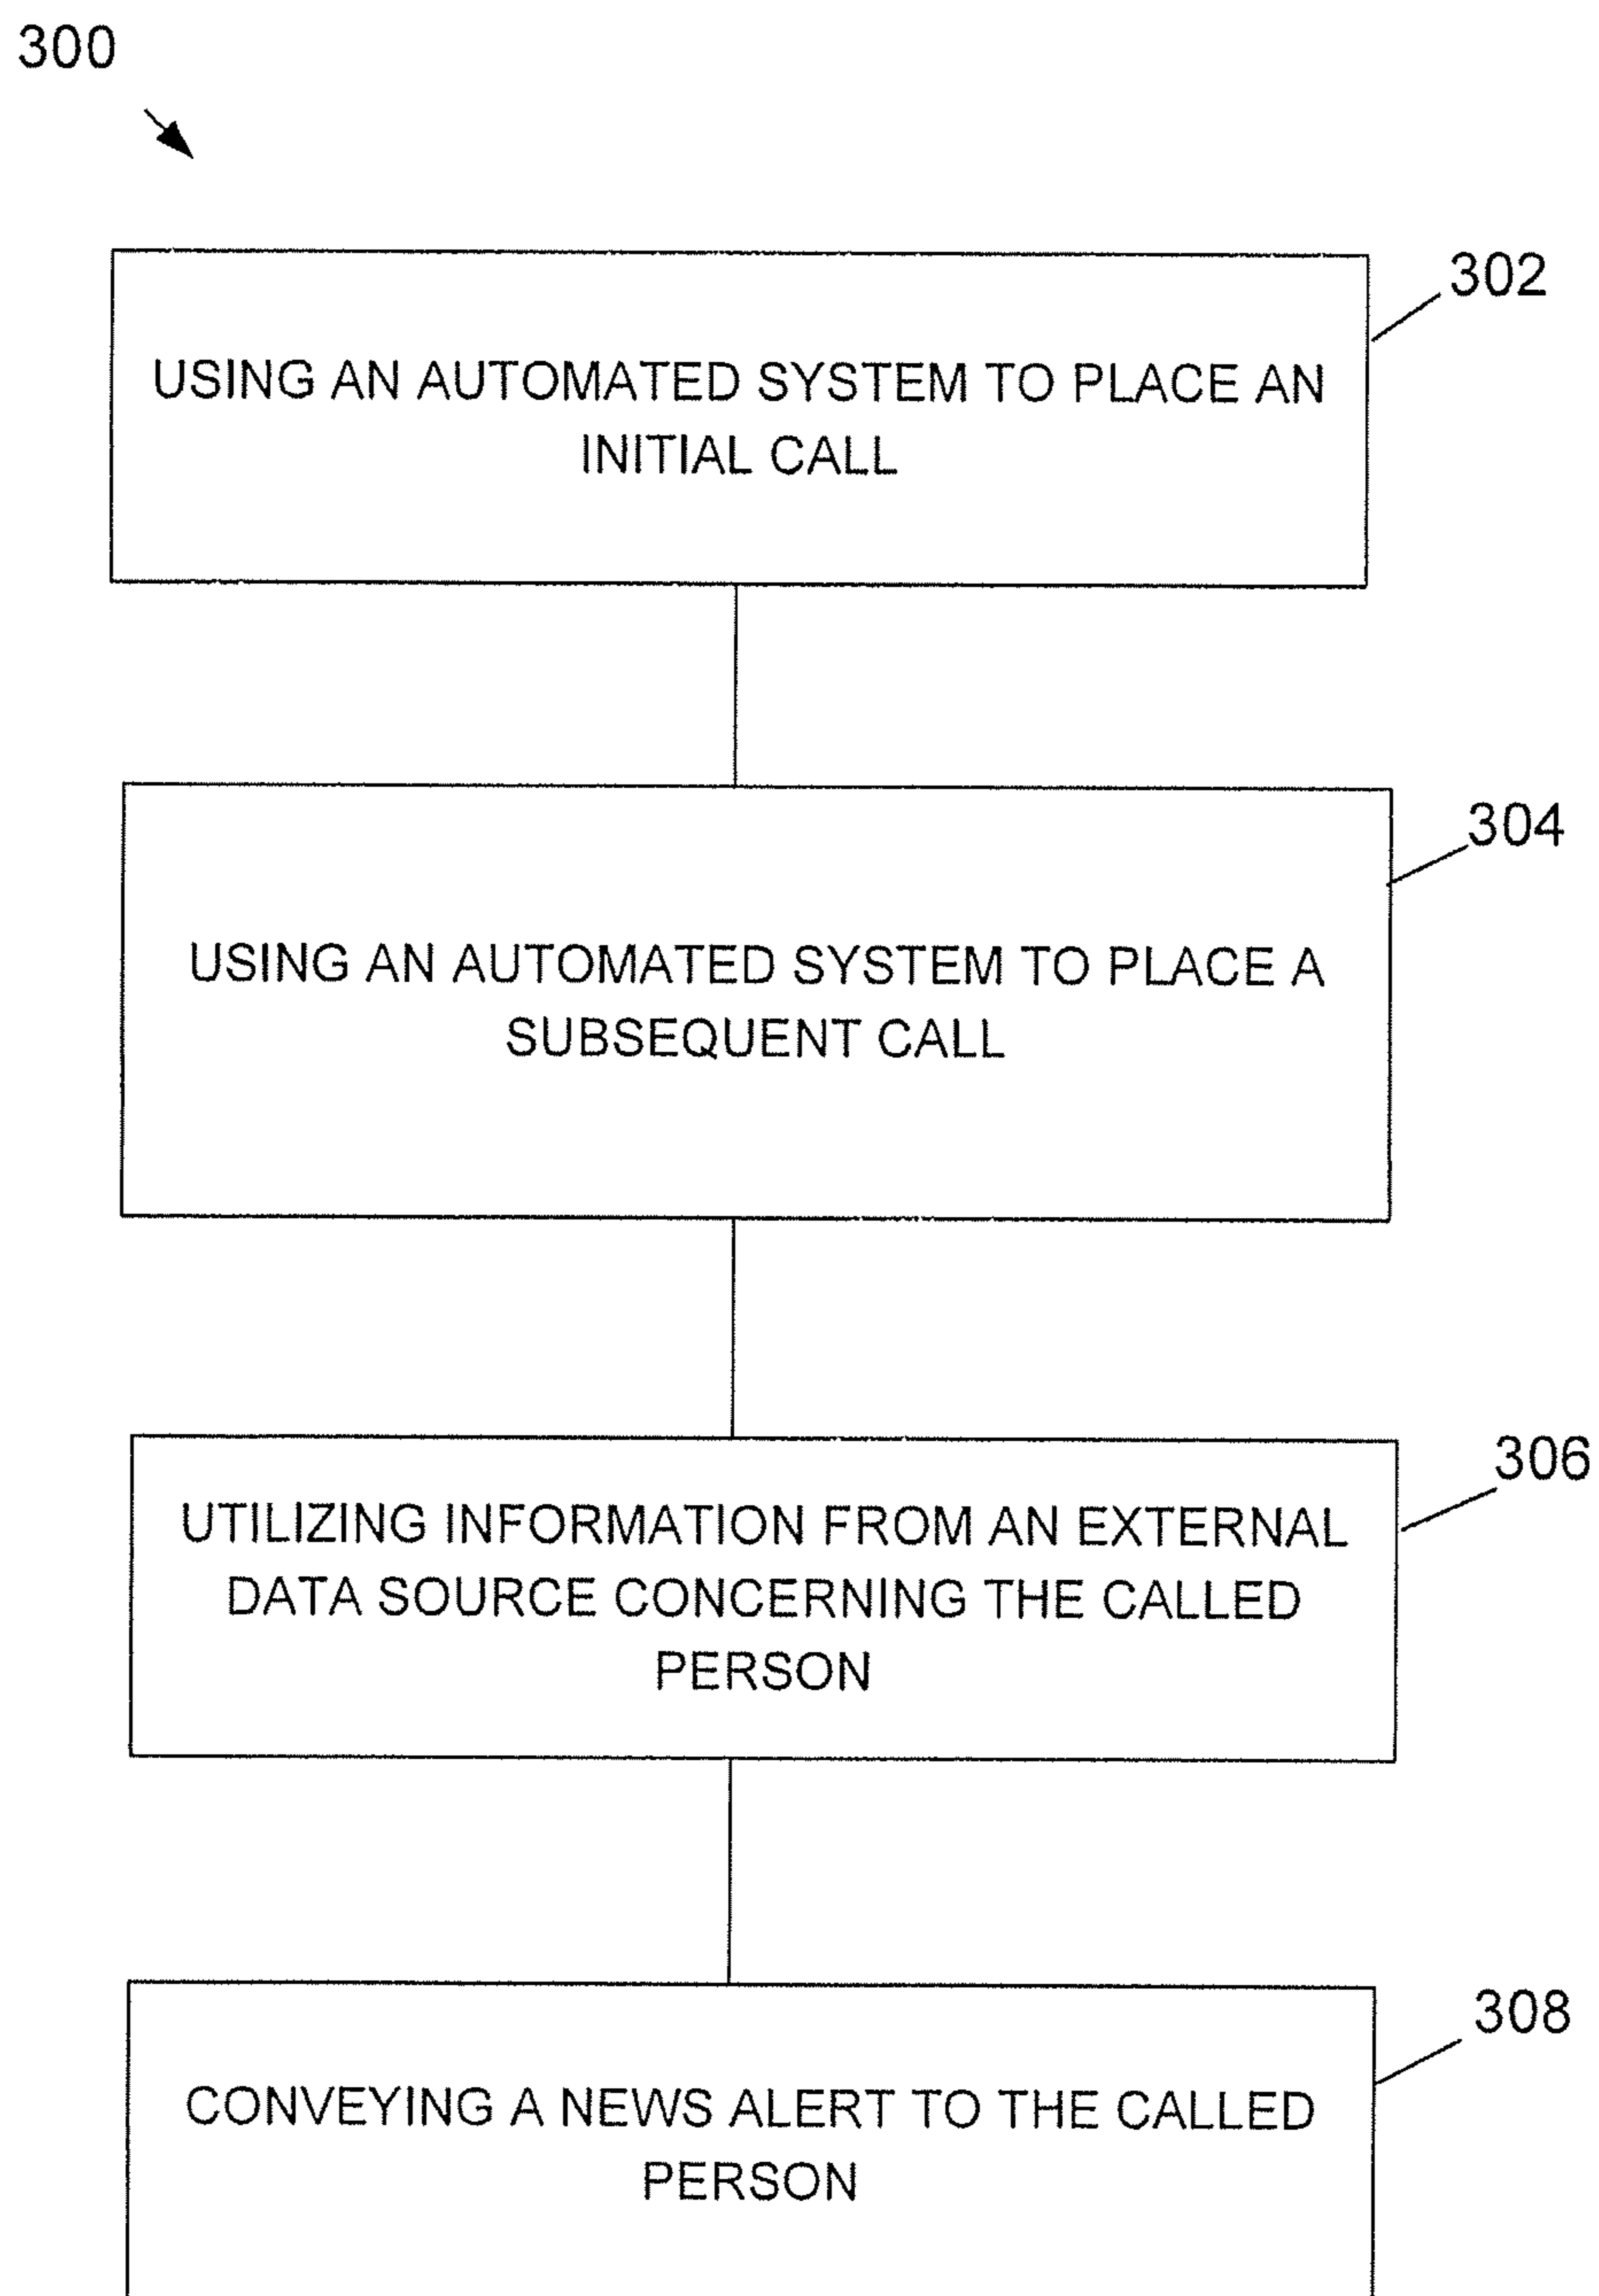 300
302
USING AN AUTOMATED SYSTEM TO PLACE AN
INITIAL CALL
304
USING AN AUTOMATED SYSTEM TO PLACE A
SUBSEQUENT CALL
306
UTILIZING INFORMATION FROM AN EXTERNAL
DATA SOURCE CONCERNING THE CALLED
PERSON
308
CONVEYING A NEWS ALERT TO THE CALLED
PERSON